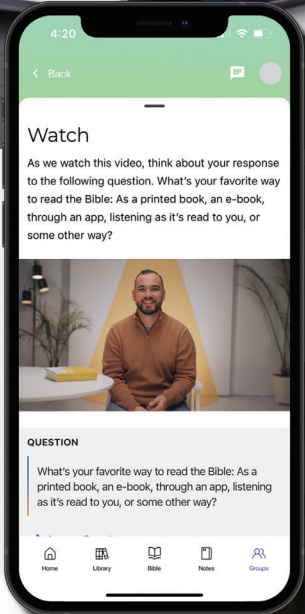 4:20
Back
Watch
As we watch this video, think about your response
to the following question. What's your favorite way
to read the Bible: As a printed book, an e-book,
through an app, listening as it's read to you, or
some other way?
QUESTION
What's your favorite way to read the Bible: As a
printed book, an e-book, through an app, listening
as it's read to you, or some other way?
Home Library Bible Notes Groups